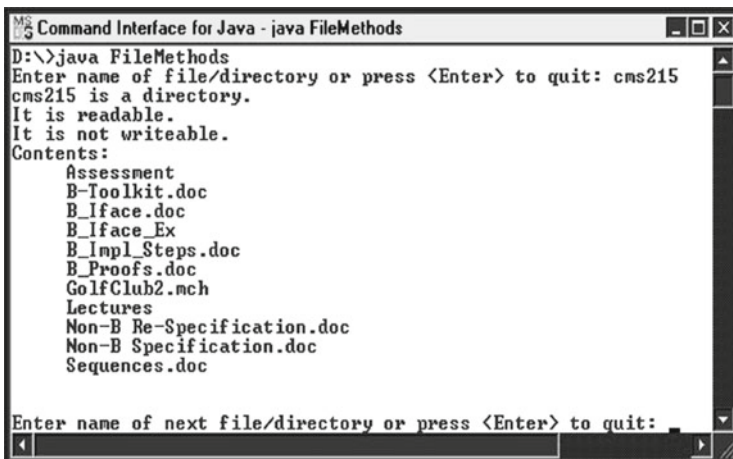 MS DS Command Interface for Java - java FileMethods
D:\>java FileMethods
Enter name of file/directory or press <Enter> to quit: cms215
cms215 is a directory.
It is readable.
It is not writeable.
Contents:
Assessment
B-Toolkit.doc
B_Iface.doc
B_Iface_Ex
B_Impl_Steps.doc
B_Proofs.doc
GolfClub2.mch
Lectures
Non-B Re-Specification.doc
Non-B Specification.doc
Sequences.doc
Enter name of next file/directory or press <Enter> to quit: _